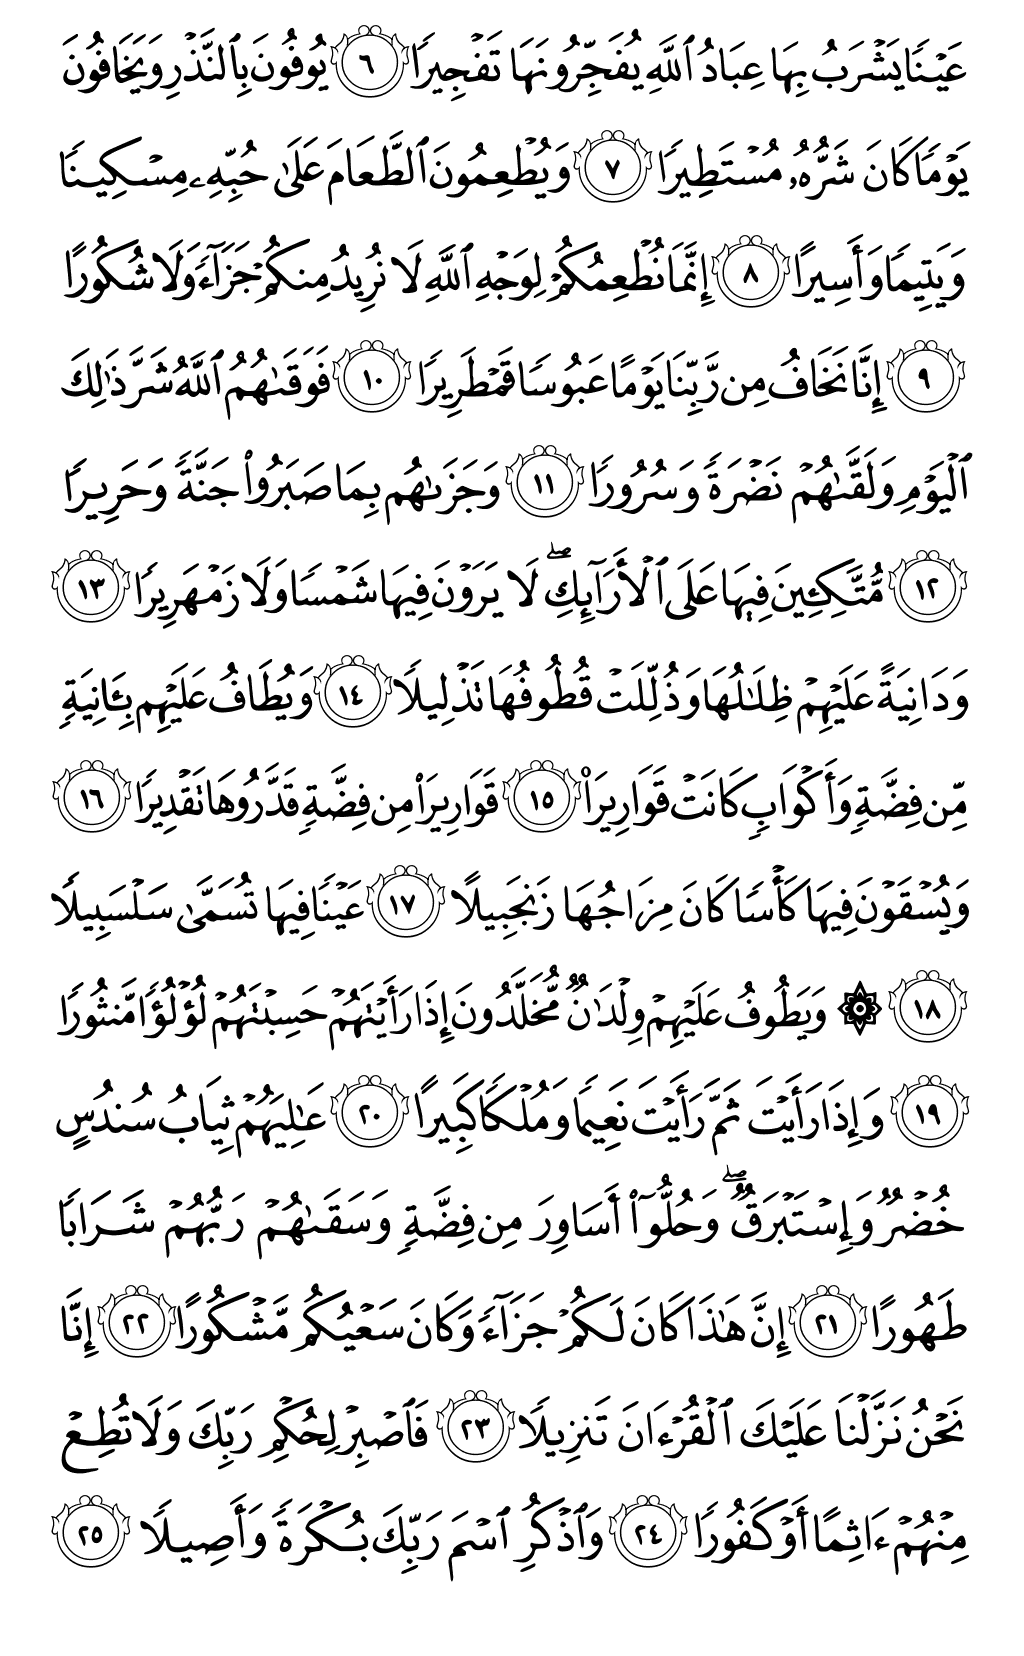 عَيْنًا يَشْرَبُ بِهَا عِبَادُ ٱللَّهِ يُفَجِّرُونَهَا تَفْجِيرًا ٦ يُوفُونَ بِٱلنَّذْرِ وَيَخَافُونَ
يَوْمًا كَانَ شَرُّهُۥ مُسْتَطِيرًا ٧ وَيُطْعِمُونَ ٱلطَّعَامَ عَلَىٰ حُبِّهِۦ مِسْكِينًا
وَيَتِيمًا وَأَسِيرًا ٨ إِنَّمَا نُطْعِمُكُمْ لِوَجْهِ ٱللَّهِ لَا نُرِيدُ مِنكُمْ جَزَآءً وَلَا شُكُورًا
٩ إِنَّا نَخَافُ مِن رَّبِّنَا يَوْمًا عَبُوسًا قَمْطَرِيرًا ١٠ فَوَقَىٰهُمُ ٱللَّهُ شَرَّ ذَٰلِكَ
ٱلْيَوْمِ وَلَقَّىٰهُمْ نَضْرَةً وَسُرُورًا ١١ وَجَزَىٰهُم بِمَا صَبَرُوا۟ جَنَّةً وَحَرِيرًا
١٢ مُّتَّكِـِٔينَ فِيهَا عَلَى ٱلْأَرَآئِكِ ۖ لَا يَرَوْنَ فِيهَا شَمْسًا وَلَا زَمْهَرِيرًا ١٣
وَدَانِيَةً عَلَيْهِمْ ظِلَـٰلُهَا وَذُلِّلَتْ قُطُوفُهَا تَذْلِيلًا ١٤ وَيُطَافُ عَلَيْهِم بِـَٔانِيَةٍ
مِّن فِضَّةٍ وَأَكْوَابٍ كَانَتْ قَوَارِيرَا۠ ١٥ قَوَارِيرَا۟ مِن فِضَّةٍ قَدَّرُوهَا تَقْدِيرًا ١٦
وَيُسْقَوْنَ فِيهَا كَأْسًا كَانَ مِزَاجُهَا زَنجَبِيلًا ١٧ عَيْنًا فِيهَا تُسَمَّىٰ سَلْسَبِيلًا
١٨ ۞ وَيَطُوفُ عَلَيْهِمْ وِلْدَٰنٌ مُّخَلَّدُونَ إِذَا رَأَيْتَهُمْ حَسِبْتَهُمْ لُؤْلُؤًا مَّنثُورًا
١٩ وَإِذَا رَأَيْتَ ثَمَّ رَأَيْتَ نَعِيمًا وَمُلْكًا كَبِيرًا ٢٠ عَـٰلِيَهُمْ ثِيَابُ سُندُسٍ
خُضْرٌ وَإِسْتَبْرَقٌ ۖ وَحُلُّوٓا۟ أَسَاوِرَ مِن فِضَّةٍ وَسَقَىٰهُمْ رَبُّهُمْ شَرَابًا
طَهُورًا ٢١ إِنَّ هَـٰذَا كَانَ لَكُمْ جَزَآءً وَكَانَ سَعْيُكُم مَّشْكُورًا ٢٢ إِنَّا
نَحْنُ نَزَّلْنَا عَلَيْكَ ٱلْقُرْءَانَ تَنزِيلًا ٢٣ فَٱصْبِرْ لِحُكْمِ رَبِّكَ وَلَا تُطِعْ
مِنْهُمْ ءَاثِمًا أَوْ كَفُورًا ٢٤ وَٱذْكُرِ ٱسْمَ رَبِّكَ بُكْرَةً وَأَصِيلًا ٢٥